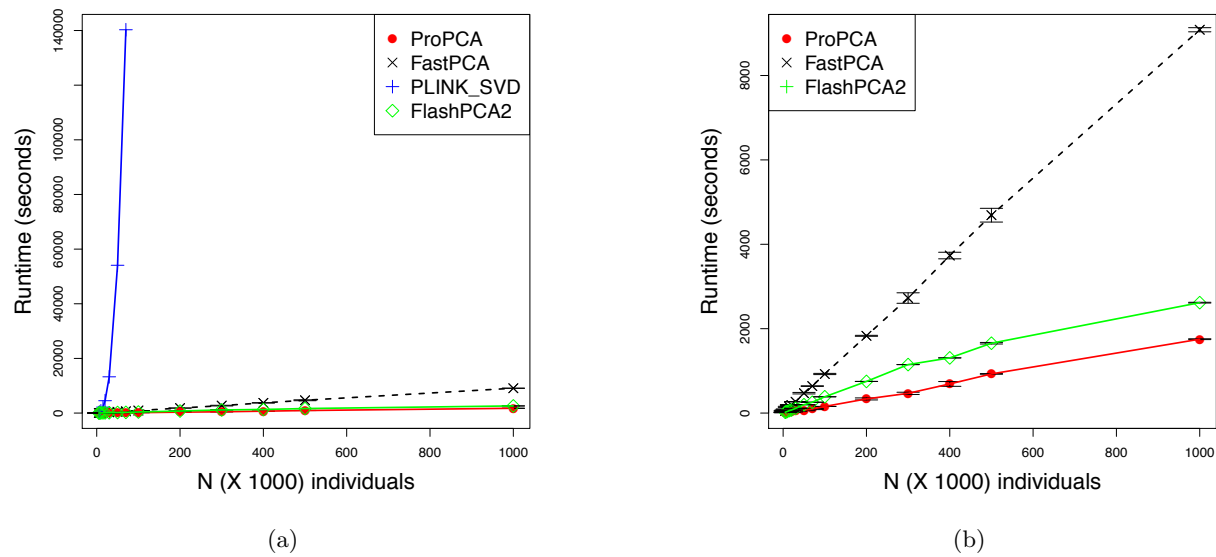 ProPCA
FastPCA
PLINK_SVD
FlashPCA2
Runtime (seconds)
140000
100000
80000
60000
40000
20000
0
0 200 400 600 800 1000
N (X 1000) individuals
(a)
ProPCA
FastPCA
FlashPCA2
Runtime (seconds)
8000
6000
4000
2000
0
0 200 400 600 800 1000
N (X 1000) individuals
(b)